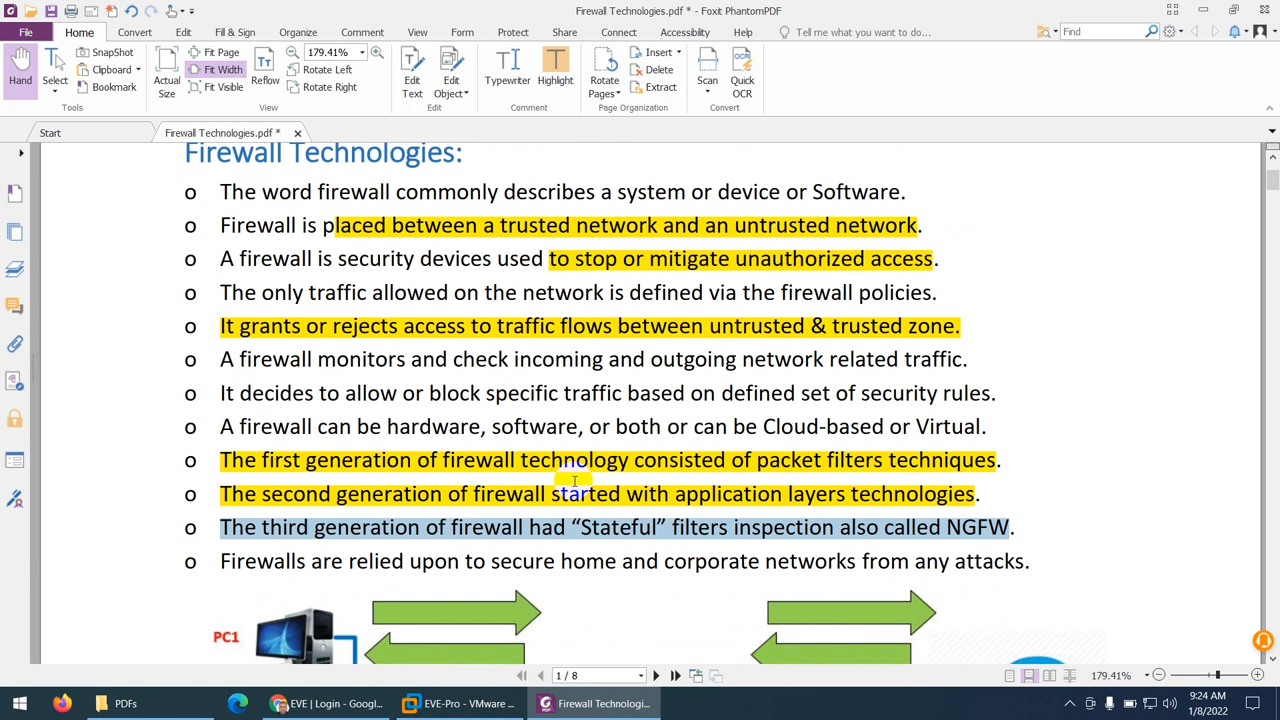 Firewall Technologies.pdf * - Foxit PhantomPDF
File Home Convert Edit Fill & Sign Organize Comment View Form Protect Share Connect Accessibility Help Tell me what you want to do... Find
Hand
Tools
Select
SnapShot
Clipboard
Bookmark
Actual Size
Fit Page
Fit Width
Fit Visible
Reflow
179.41%
Rotate Left
Rotate Right
View
Edit Text
Edit Object
Edit
Typewriter
Highlight
Comment
Rotate Pages
Insert
Delete
Extract
Page Organization
Scan
Quick OCR
Convert
Start Firewall Technologies.pdf *
Firewall Technologies:
o The word firewall commonly describes a system or device or Software.
o Firewall is placed between a trusted network and an untrusted network.
o A firewall is security devices used to stop or mitigate unauthorized access.
o The only traffic allowed on the network is defined via the firewall policies.
o It grants or rejects access to traffic flows between untrusted & trusted zone.
o A firewall monitors and check incoming and outgoing network related traffic.
o It decides to allow or block specific traffic based on defined set of security rules.
o A firewall can be hardware, software, or both or can be Cloud-based or Virtual.
o The first generation of firewall technology consisted of packet filters techniques.
o The second generation of firewall started with application layers technologies.
o The third generation of firewall had “Stateful” filters inspection also called NGFW.
o Firewalls are relied upon to secure home and corporate networks from any attacks.
PC1
1 / 8
179.41%
PDFs
EVE | Login - Googl...
EVE-Pro - VMware ...
Firewall Technologi...
9:24 AM
1/8/2022